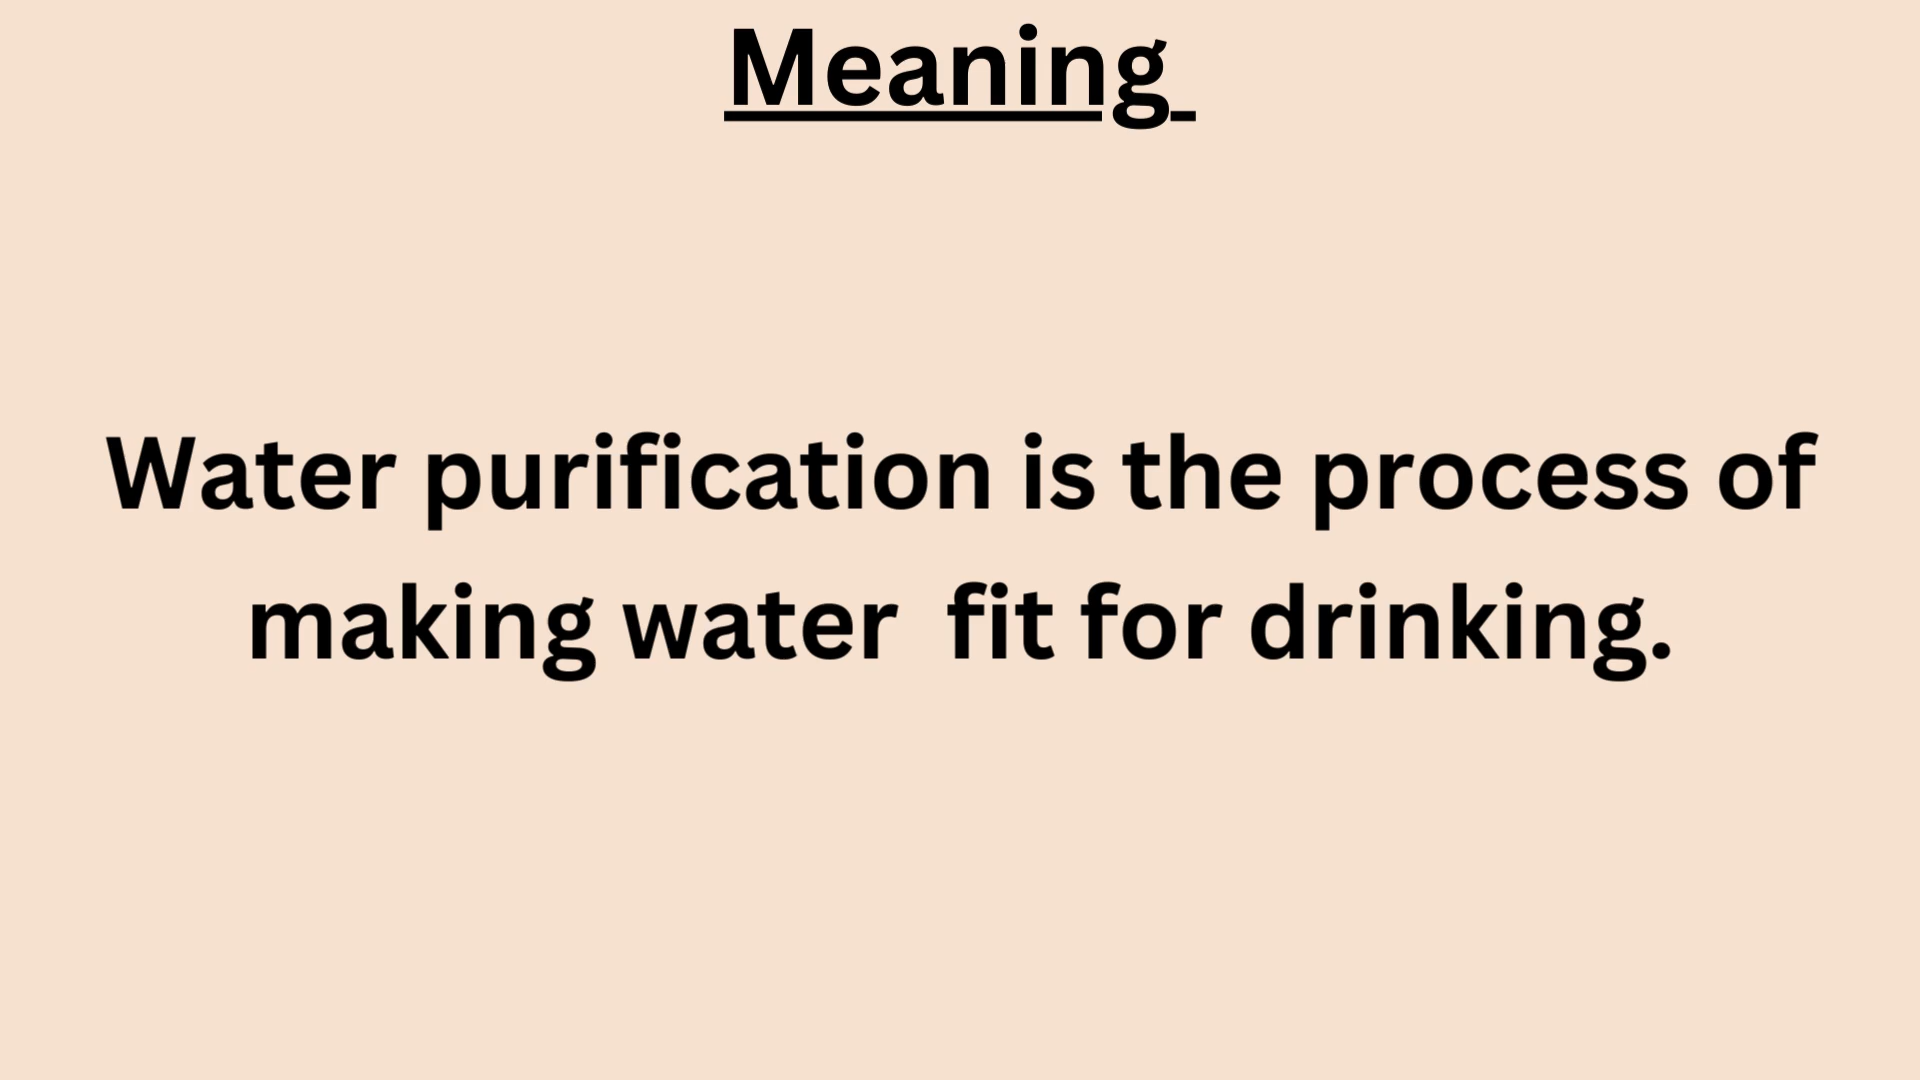 Meaning
Water purification is the process of
making water  fit for drinking.